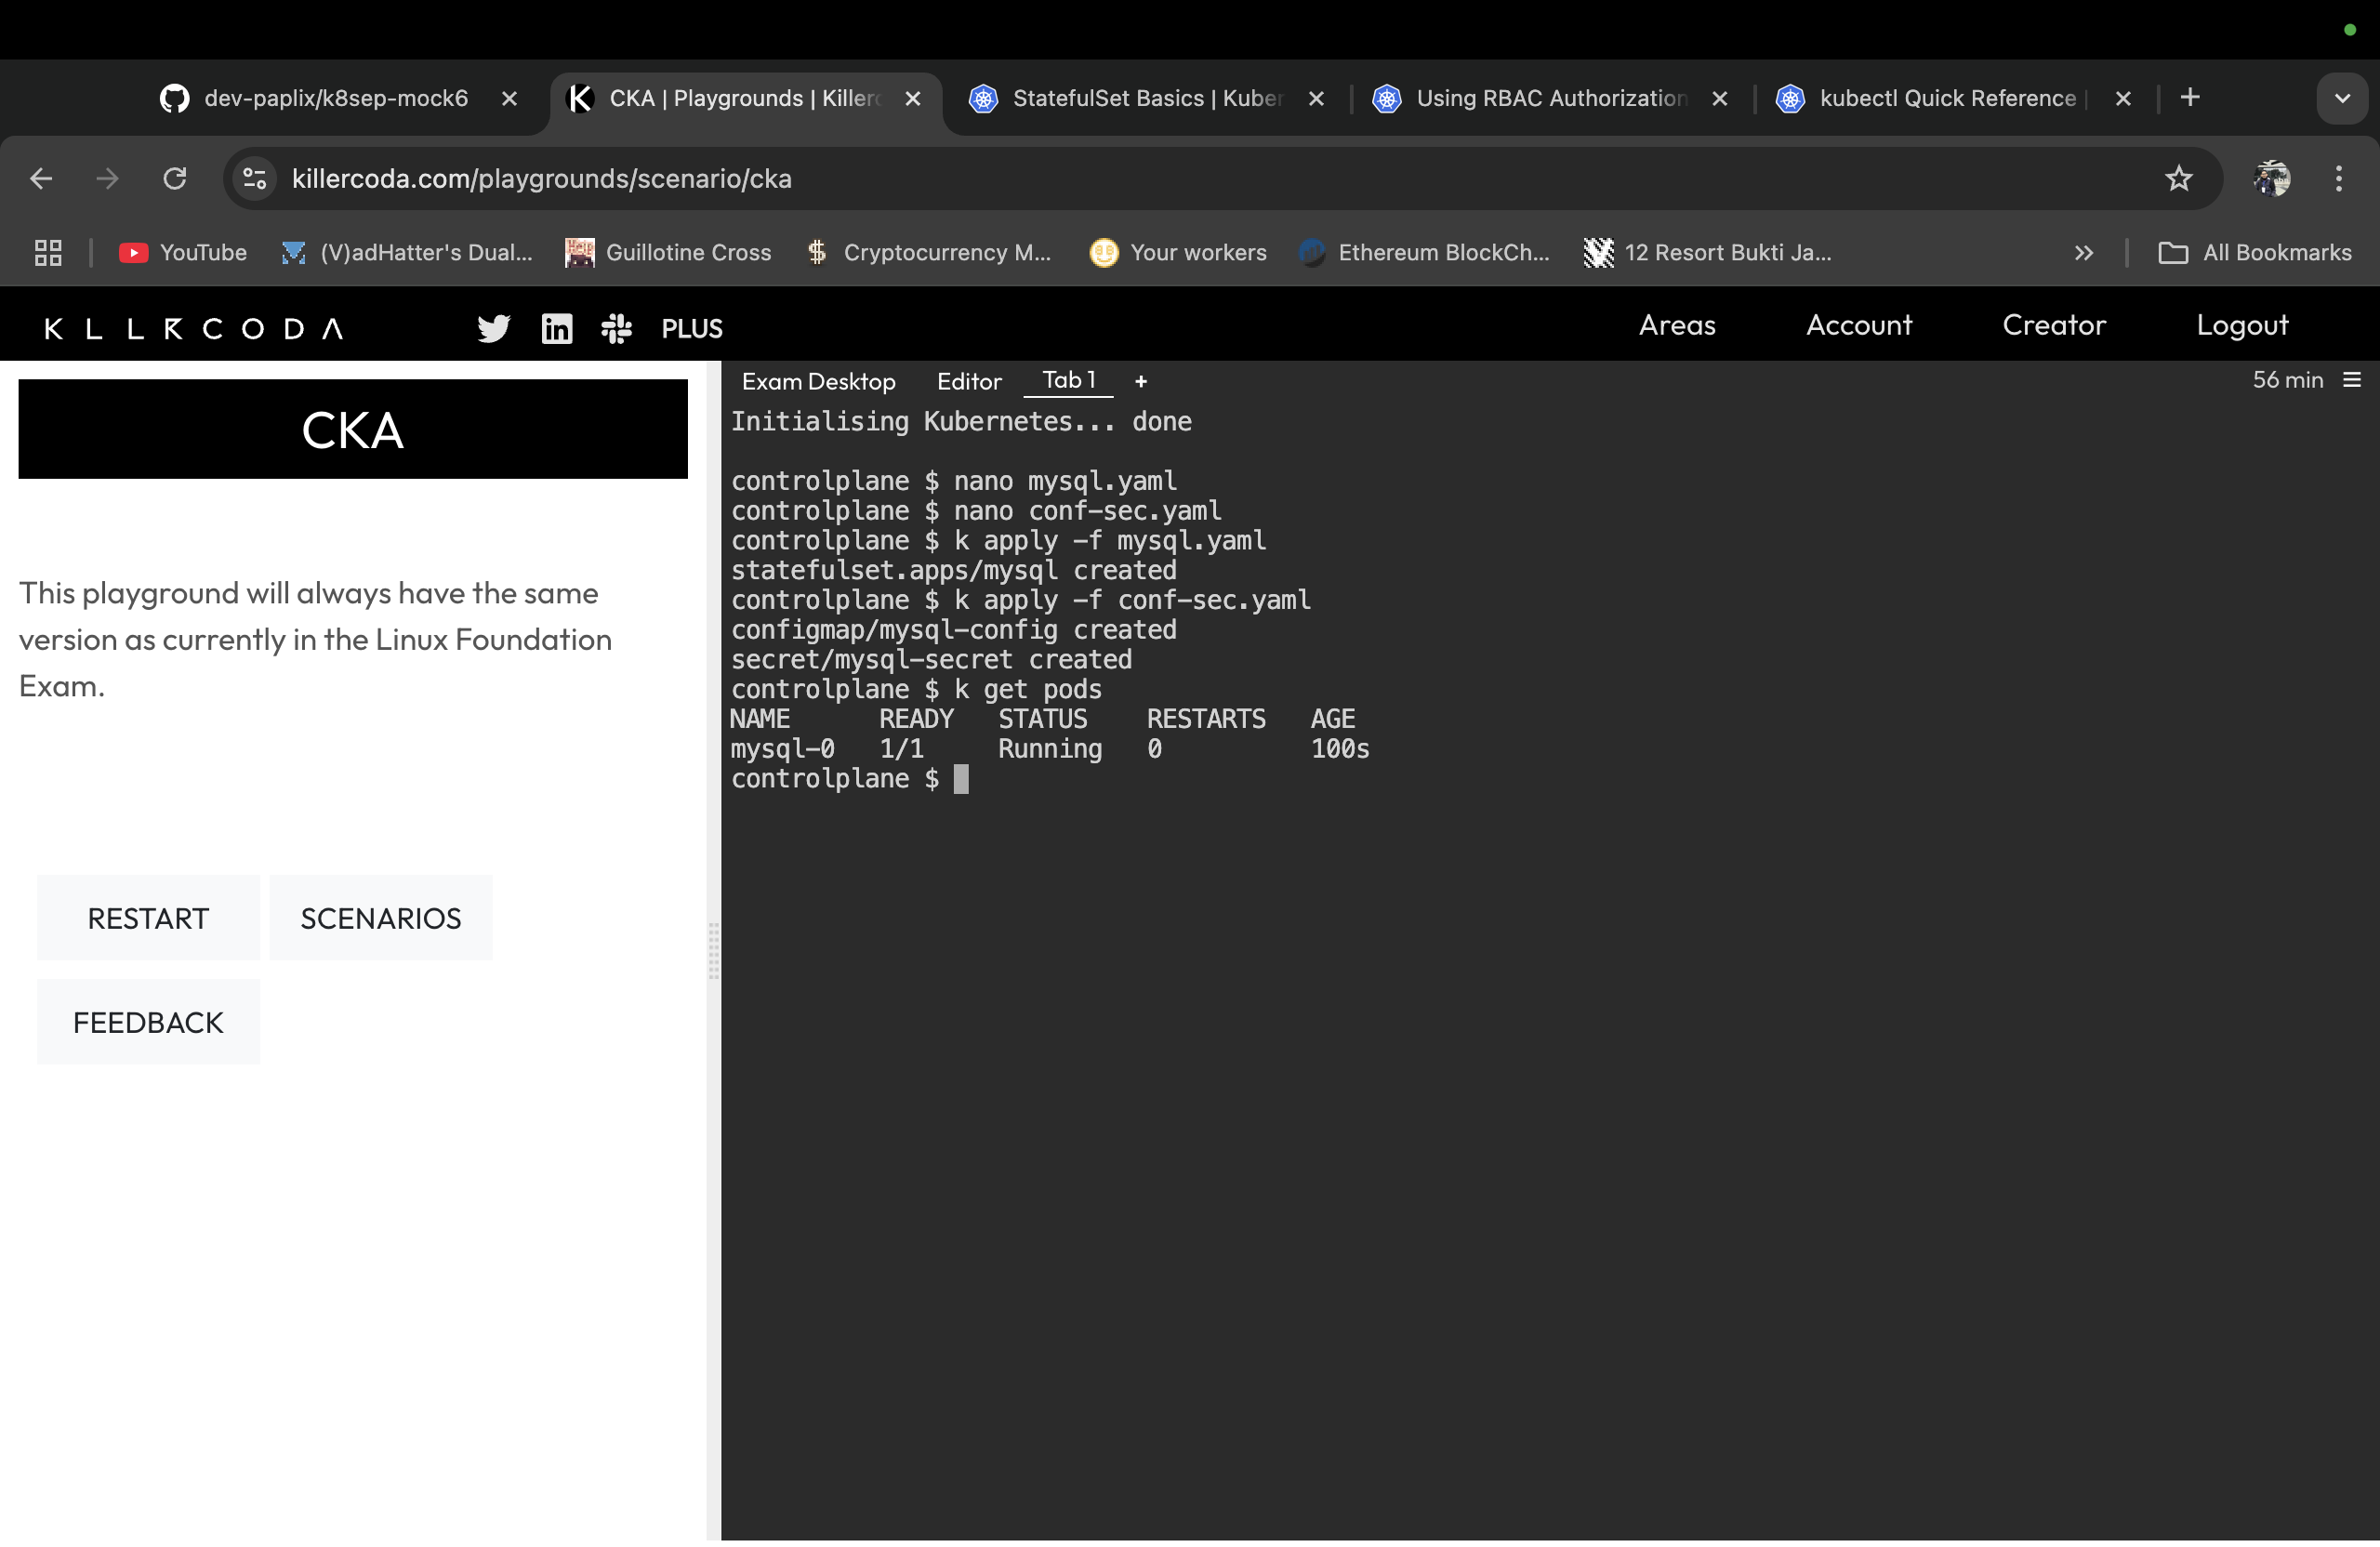 dev-paplix/k8sep-mock6
CKA | Playgrounds | Killerc
StatefulSet Basics | Kuber
Using RBAC Authorization
kubectl Quick Reference |
killercoda.com/playgrounds/scenario/cka
YouTube
(V)adHatter's Dual...
Guillotine Cross
Cryptocurrency M...
Your workers
Ethereum BlockCh...
12 Resort Bukti Ja...
All Bookmarks
KILLERCODA
PLUS
Areas
Account
Creator
Logout
CKA
This playground will always have the same
version as currently in the Linux Foundation
Exam.
RESTART
SCENARIOS
FEEDBACK
Exam Desktop
Editor
Tab 1
+
56 min
Initialising Kubernetes... done
controlplane $ nano mysql.yaml
controlplane $ nano conf-sec.yaml
controlplane $ k apply -f mysql.yaml
statefulset.apps/mysql created
controlplane $ k apply -f conf-sec.yaml
configmap/mysql-config created
secret/mysql-secret created
controlplane $ k get pods
NAME READY STATUS RESTARTS AGE
mysql-0 1/1 Running 0 100s
controlplane $